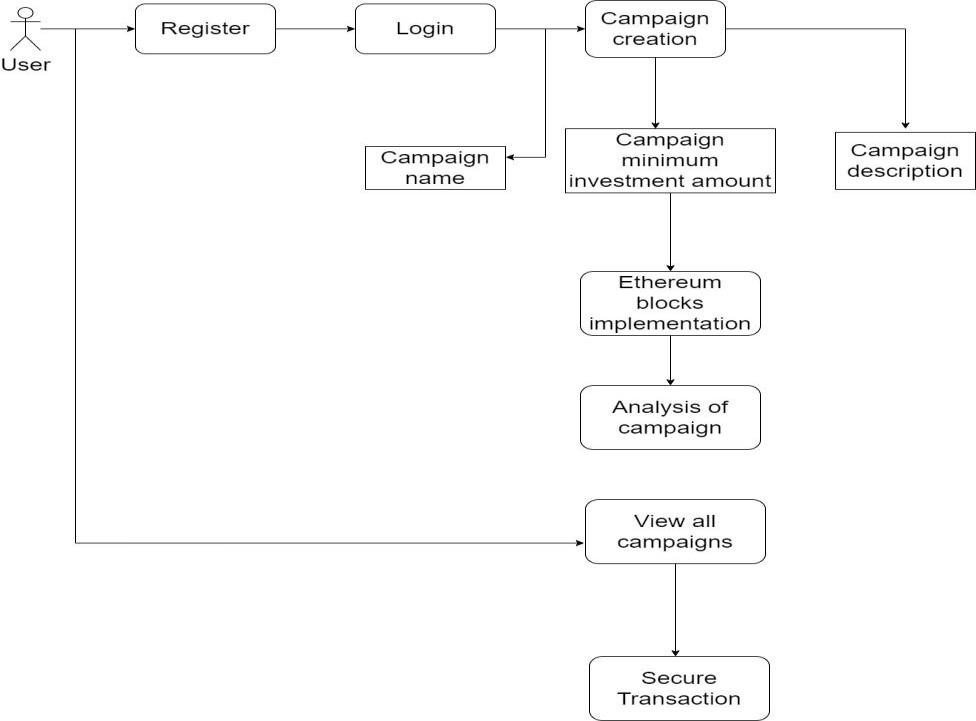 User
Register
Login
Campaign
creation
Campaign
name
Campaign
minimum
investment amount
Campaign
description
Ethereum
blocks
implementation
Analysis of
campaign
View all
campaigns
Secure
Transaction